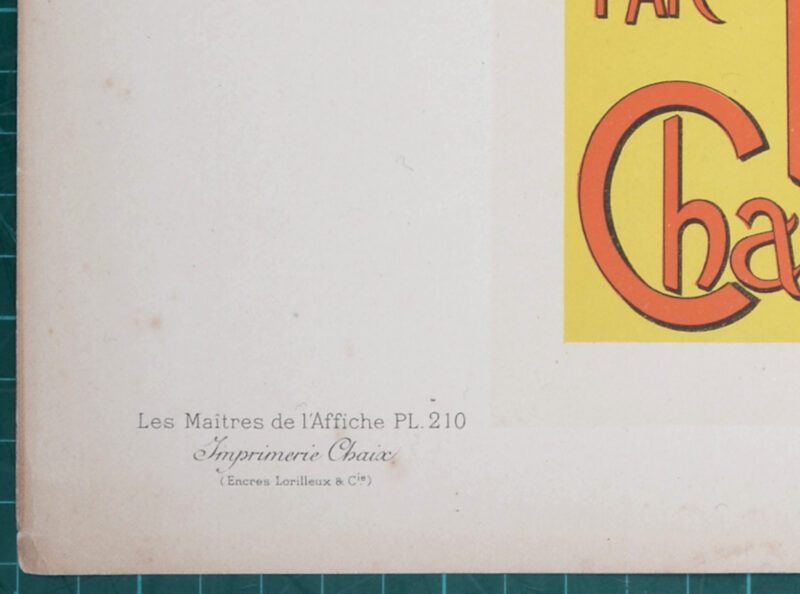 PAR
Cha
Les Maîtres de l'Affiche PL. 210
Imprimerie Chaix
(Encres Lorilleux & Cie)